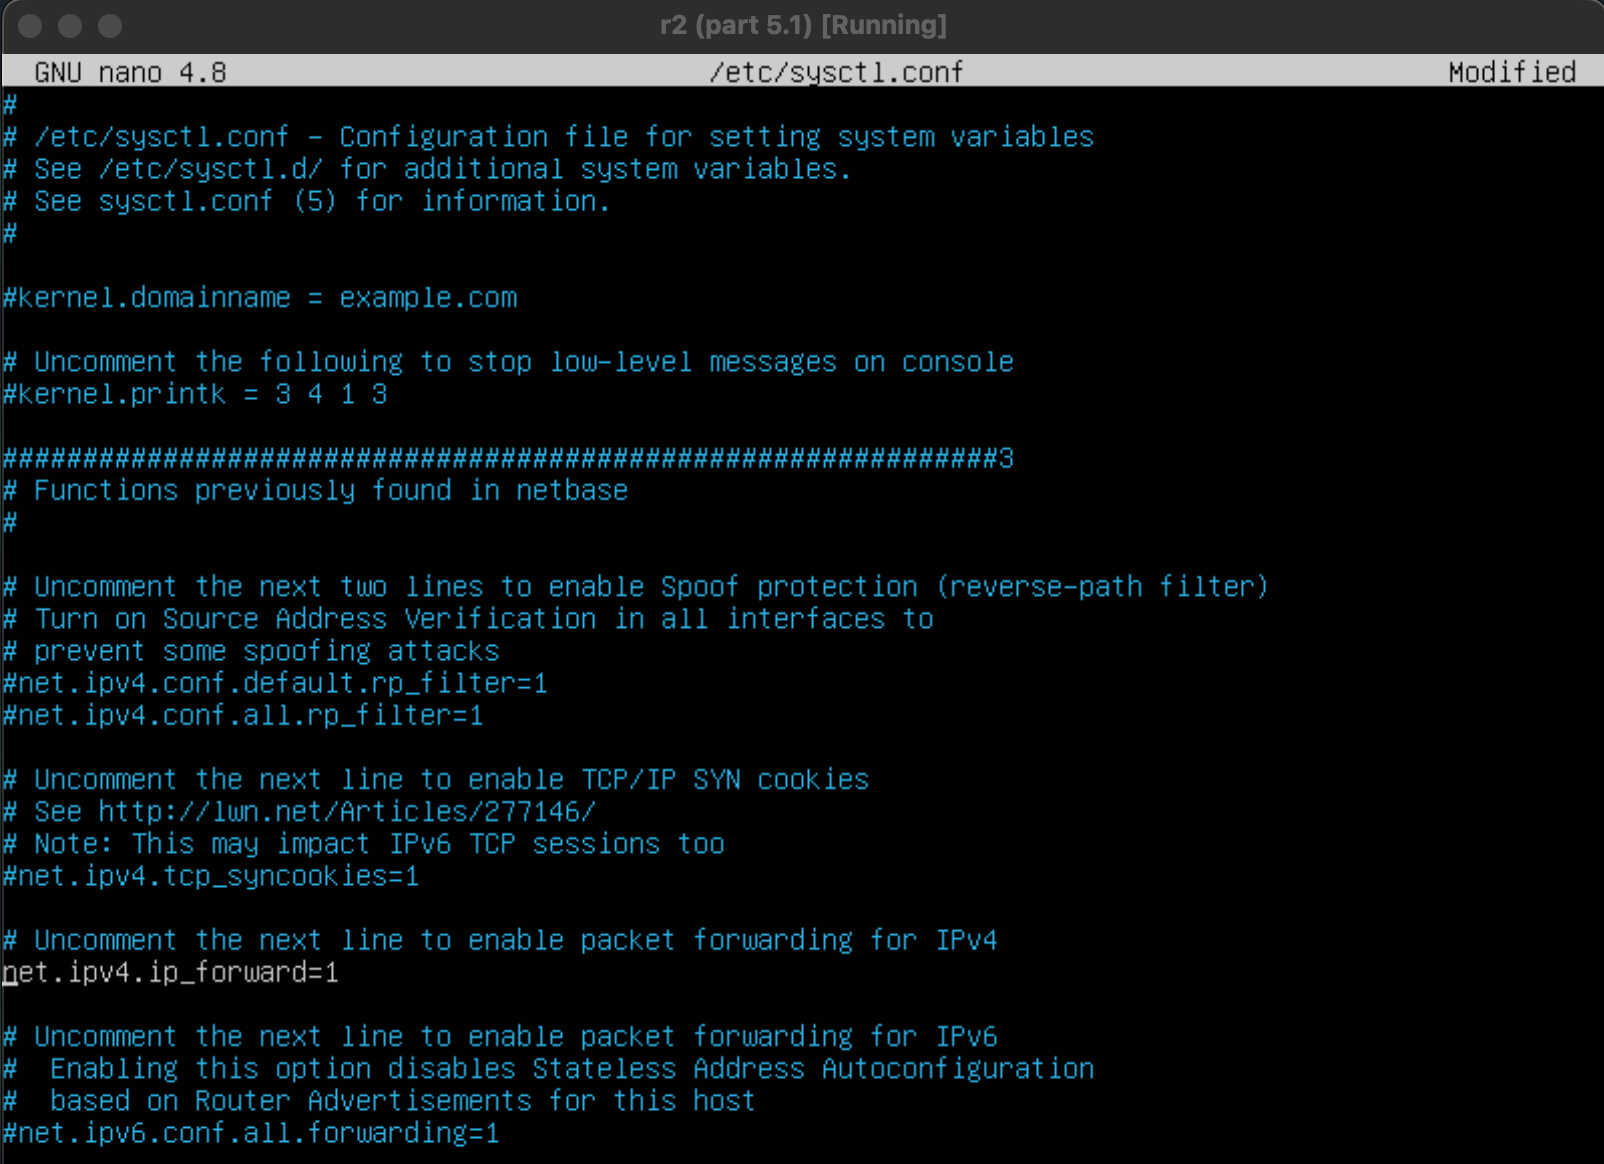 r2 (part 5.1) [Running]
GNU nano 4.8 /etc/sysctl.conf Modified
#
# /etc/sysctl.conf - Configuration file for setting system variables
# See /etc/sysctl.d/ for additional system variables.
# See sysctl.conf (5) for information.
#
#kernel.domainname = example.com
# Uncomment the following to stop low-level messages on console
#kernel.printk = 3 4 1 3
##############################################################3
# Functions previously found in netbase
#
# Uncomment the next two lines to enable Spoof protection (reverse-path filter)
# Turn on Source Address Verification in all interfaces to
# prevent some spoofing attacks
#net.ipv4.conf.default.rp_filter=1
#net.ipv4.conf.all.rp_filter=1
# Uncomment the next line to enable TCP/IP SYN cookies
# See http://lwn.net/Articles/277146/
# Note: This may impact IPv6 TCP sessions too
#net.ipv4.tcp_syncookies=1
# Uncomment the next line to enable packet forwarding for IPv4
net.ipv4.ip_forward=1
# Uncomment the next line to enable packet forwarding for IPv6
#  Enabling this option disables Stateless Address Autoconfiguration
#  based on Router Advertisements for this host
#net.ipv6.conf.all.forwarding=1